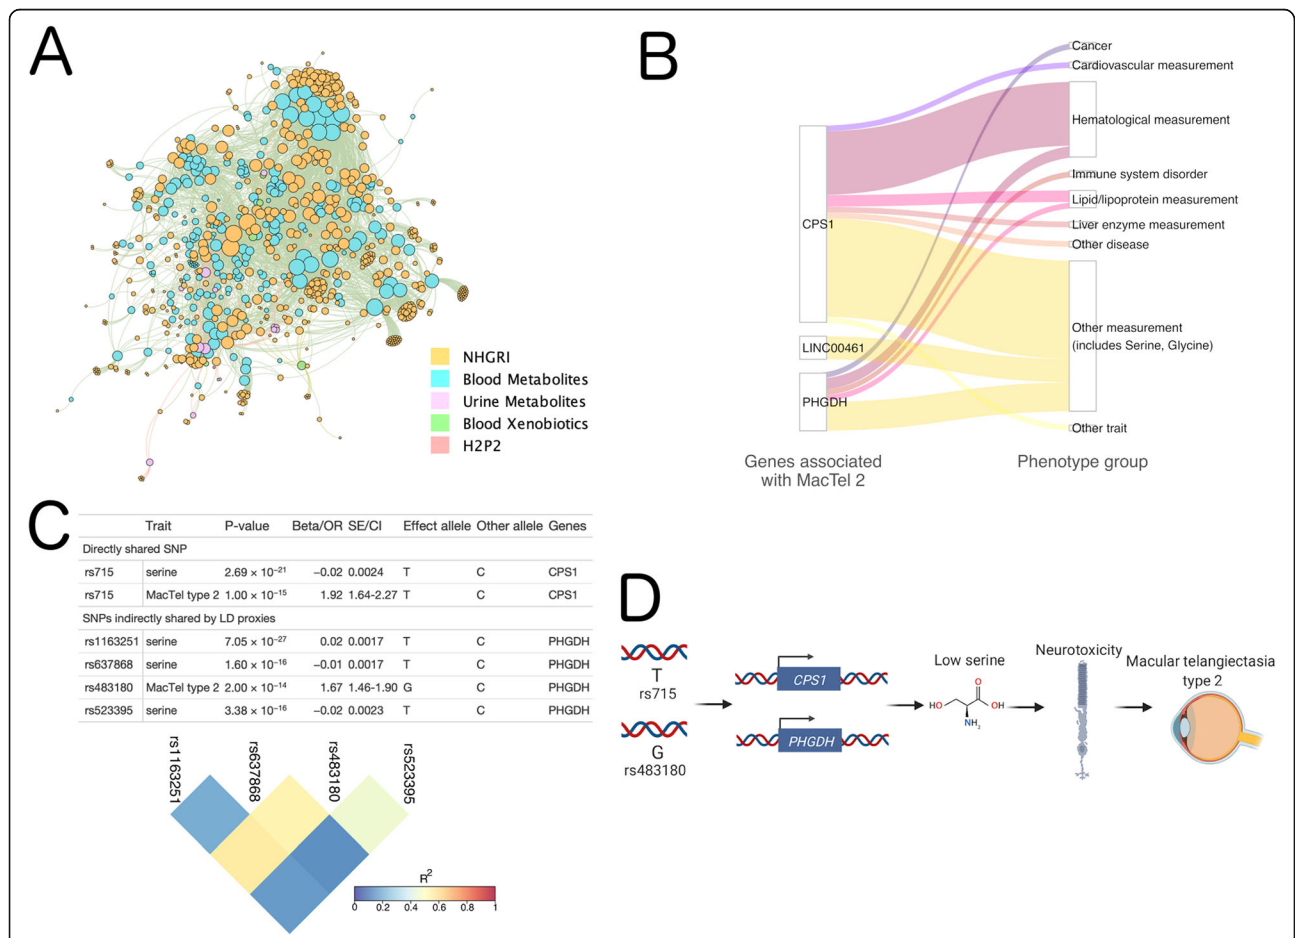 A
NHGRI
Blood Metabolites
Urine Metabolites
Blood Xenobiotics
H2P2
B
CPS1
LINC00461
PHGDH
Genes associated
with MacTel 2
Cancer
Cardiovascular measurement
Hematological measurement
Immune system disorder
Lipid/lipoprotein measurement
Liver enzyme measurement
Other disease
Other measurement
(includes Serine, Glycine)
Other trait
Phenotype group
C
Trait P-value Beta/OR SE/CI Effect allele Other allele Genes
Directly shared SNP
rs715 serine 2.69 × 10⁻²¹ −0.02 0.0024 T C CPS1
rs715 MacTel type 2 1.00 × 10⁻¹⁵ 1.92 1.64-2.27 T C CPS1
SNPs indirectly shared by LD proxies
rs1163251 serine 7.05 × 10⁻²⁷ 0.02 0.0017 T C PHGDH
rs637868 serine 1.60 × 10⁻¹⁶ −0.01 0.0017 T C PHGDH
rs483180 MacTel type 2 2.00 × 10⁻¹⁴ 1.67 1.46-1.90 G C PHGDH
rs523395 serine 3.38 × 10⁻¹⁶ −0.02 0.0023 T C PHGDH
rs1163251
rs637868
rs483180
rs523395
R²
0 0.2 0.4 0.6 0.8 1
D
T
rs715
G
rs483180
CPS1
PHGDH
Low serine
O
HO
OH
NH₂
Neurotoxicity
Macular telangiectasia
type 2